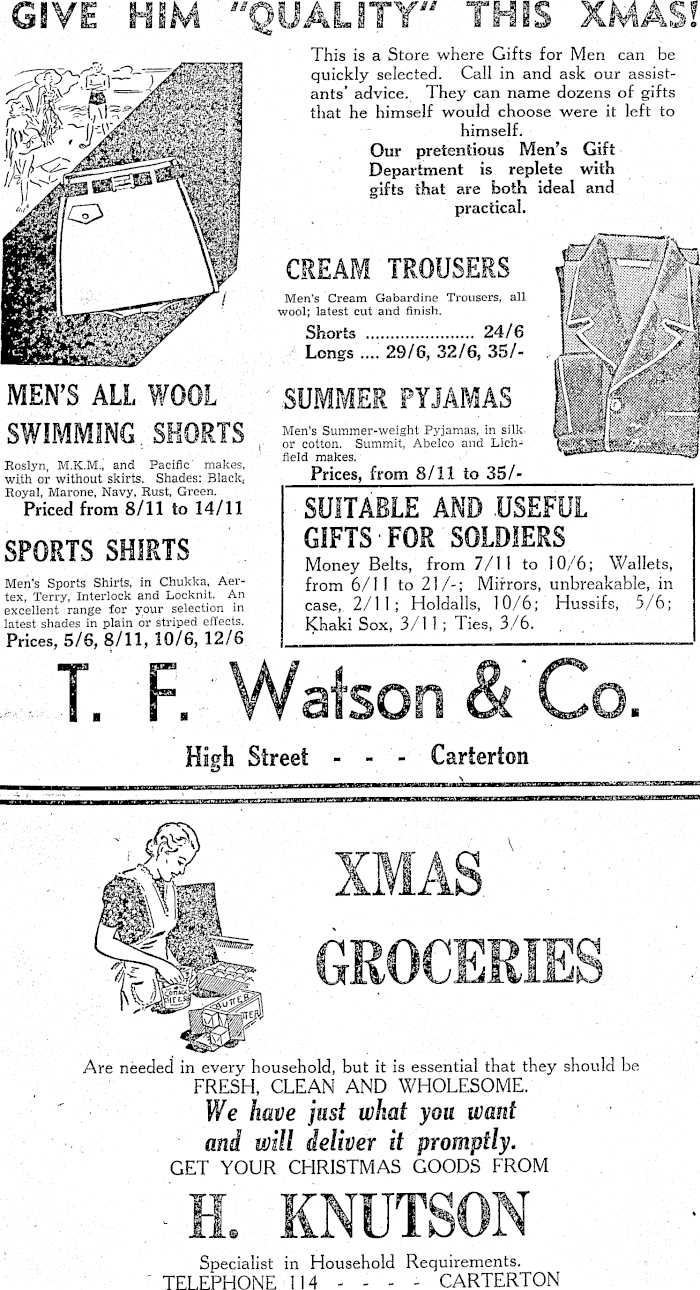 GIVE HIM "QUALITY" THIS XMAS!
This is a Store where Gifts for Men can be
quickly selected. Call in and ask our assist-
ants' advice. They can name dozens of gifts
that he himself would choose were it left to
himself.
Our pretentious Men's Gift
Department is replete with
gifts that are both ideal and
practical.
CREAM TROUSERS
Men's Cream Gabardine Trousers, all
wool; latest cut and finish.
Shorts ...................... 24/6
Longs .... 29/6, 32/6, 35/-
MEN'S ALL WOOL
SWIMMING SHORTS
Roslyn, M.K.M., and Pacific makes,
with or without skirts. Shades: Black,
Royal, Marone, Navy, Rust, Green.
Priced from 8/11 to 14/11
SUMMER PYJAMAS
Men's Summer-weight Pyjamas, in silk
or cotton. Summit, Abelco and Lich-
field makes.
Prices, from 8/11 to 35/-
SPORTS SHIRTS
Men's Sports Shirts, in Chukka, Aer-
tex, Terry, Interlock and Locknit. An
excellent range for your selection in
latest shades in plain or striped effects.
Prices, 5/6, 8/11, 10/6, 12/6
SUITABLE AND USEFUL
GIFTS FOR SOLDIERS
Money Belts, from 7/11 to 10/6; Wallets,
from 6/11 to 21/-; Mirrors, unbreakable, in
case, 2/11; Holdalls, 10/6; Hussifs, 5/6;
Khaki Sox, 3/11; Ties, 3/6.
T. F. Watson & Co.
High Street - - - Carterton
XMAS
GROCERIES
BUTTER
Are needed in every household, but it is essential that they should be
FRESH, CLEAN AND WHOLESOME.
We have just what you want
and will deliver it promptly.
GET YOUR CHRISTMAS GOODS FROM
H. KNUTSON
Specialist in Household Requirements.
TELEPHONE 114 - - - - CARTERTON